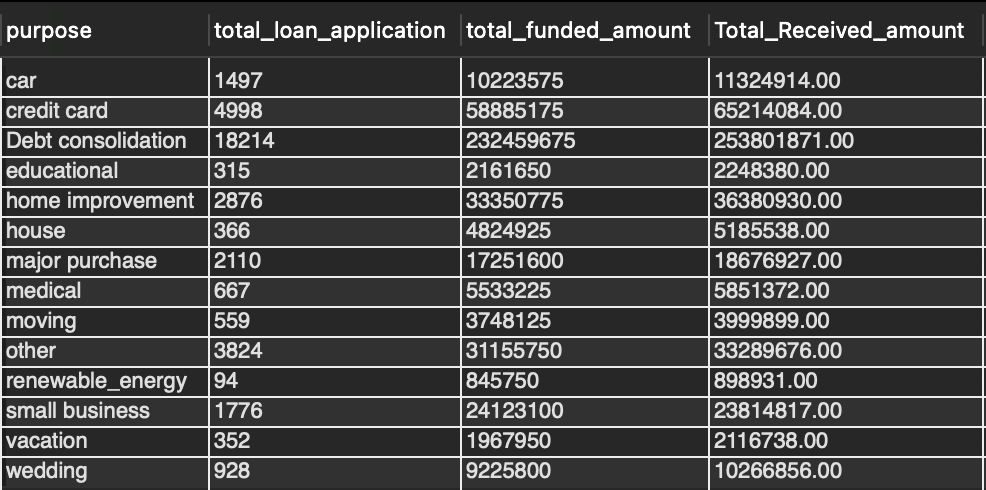 purpose total_loan_application total_funded_amount Total_Received_amount
car 1497 10223575 11324914.00
credit card 4998 58885175 65214084.00
Debt consolidation 18214 232459675 253801871.00
educational 315 2161650 2248380.00
home improvement 2876 33350775 36380930.00
house 366 4824925 5185538.00
major purchase 2110 17251600 18676927.00
medical 667 5533225 5851372.00
moving 559 3748125 3999899.00
other 3824 31155750 33289676.00
renewable_energy 94 845750 898931.00
small business 1776 24123100 23814817.00
vacation 352 1967950 2116738.00
wedding 928 9225800 10266856.00